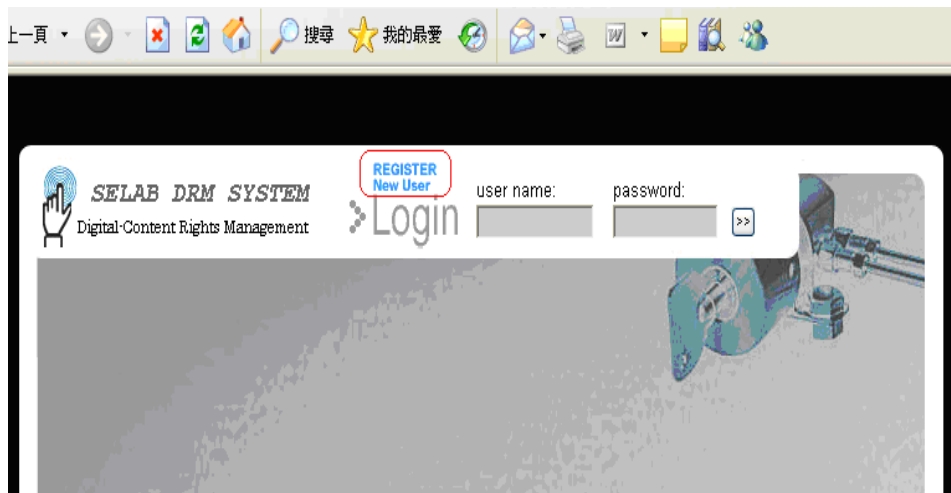 上一頁 搜尋 我的最愛
REGISTER
New User
SELAB DRM SYSTEM
Digital-Content Rights Management
Login
user name:
password:
>>